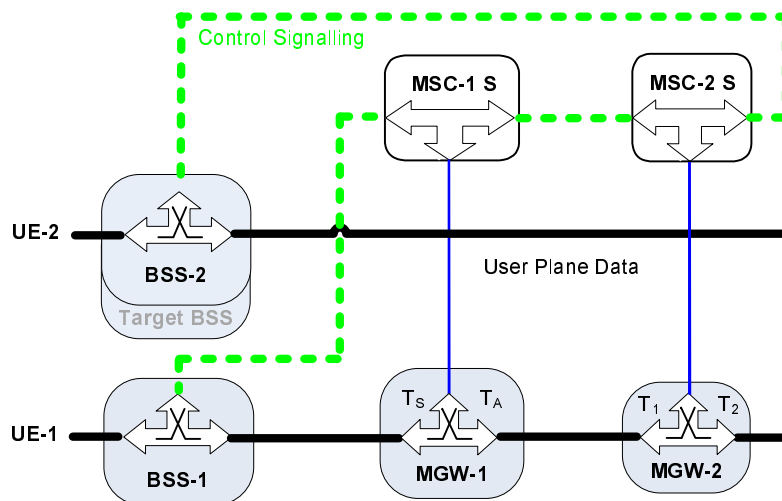 Control Signalling
MSC-1 S
MSC-2 S
UE-2
BSS-2
User Plane Data
Target BSS
TS
TA
T1
T2
UE-1
BSS-1
MGW-1
MGW-2